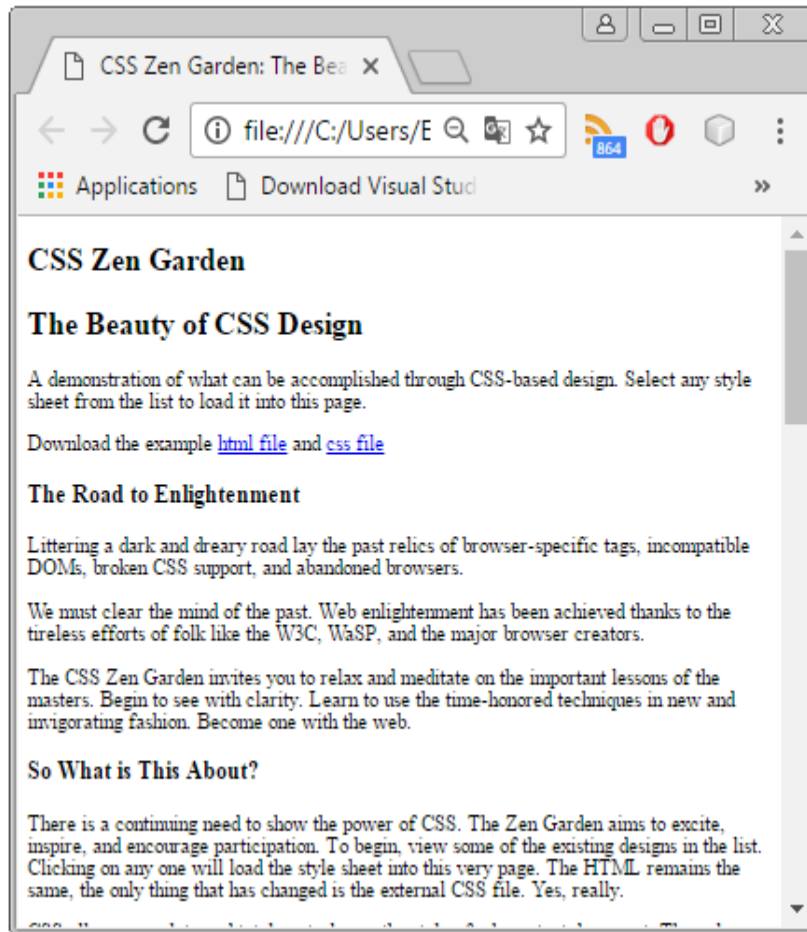 CSS Zen Garden: The Bea
file:///C:/Users/E
864
Applications
Download Visual Stud
»
CSS Zen Garden
The Beauty of CSS Design
A demonstration of what can be accomplished through CSS-based design. Select any style
sheet from the list to load it into this page.
Download the example html file and css file
The Road to Enlightenment
Littering a dark and dreary road lay the past relics of browser-specific tags, incompatible
DOMs, broken CSS support, and abandoned browsers.
We must clear the mind of the past. Web enlightenment has been achieved thanks to the
tireless efforts of folk like the W3C, WaSP, and the major browser creators.
The CSS Zen Garden invites you to relax and meditate on the important lessons of the
masters. Begin to see with clarity. Learn to use the time-honored techniques in new and
invigorating fashion. Become one with the web.
So What is This About?
There is a continuing need to show the power of CSS. The Zen Garden aims to excite,
inspire, and encourage participation. To begin, view some of the existing designs in the list.
Clicking on any one will load the style sheet into this very page. The HTML remains the
same, the only thing that has changed is the external CSS file. Yes, really.